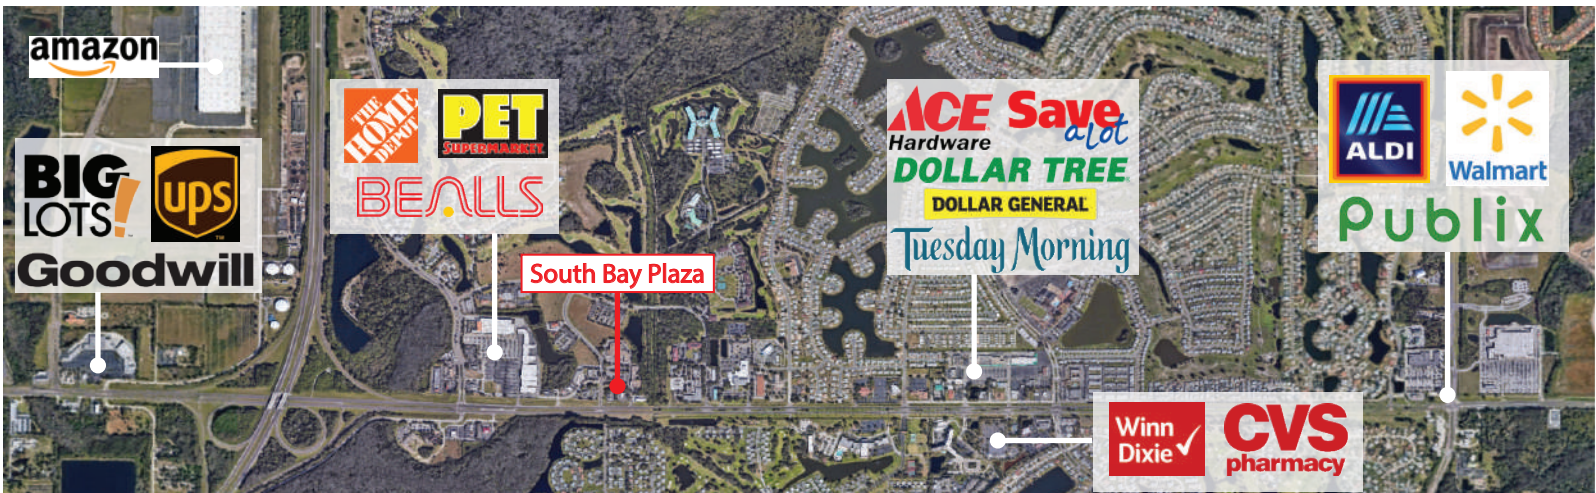 amazon
BIG
LOTS!
ups
Goodwill
THE
HOME
DEPOT
PET
SUPERMARKET
BEALLS
South Bay Plaza
ACE
Hardware
Save
a lot
DOLLAR TREE
DOLLAR GENERAL
Tuesday Morning
ALDI
Walmart
Publix
Winn
Dixie
CVS
pharmacy